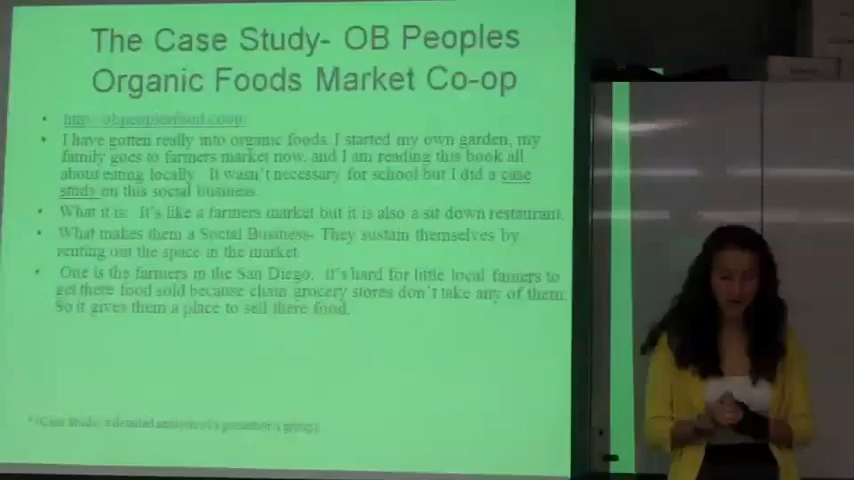 The Case Study- OB Peoples
Organic Foods Market Co-op
I have gotten really into organic foods. I started my own garden, my
family goes to farmers market now, and I am reading this book all
about eating locally. It wasn't necessary for school but I did a case
study on this social business.
What it is: It's like a farmers market but it is also a sit down restaurant.
What makes them a Social Business- They sustain themselves by
renting out the space in the market.
One is the farmers in the San Diego. it's hard for little local famers to
get there food sold because chain grocery stores don't take any of them.
So it gives them a place to sell there food.
(Case Study, a detailed